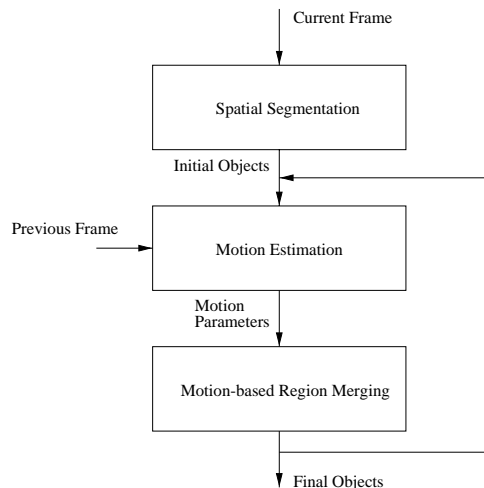 Current Frame
Spatial Segmentation
Initial Objects
Previous Frame
Motion Estimation
Motion
Parameters
Motion-based Region Merging
Final Objects